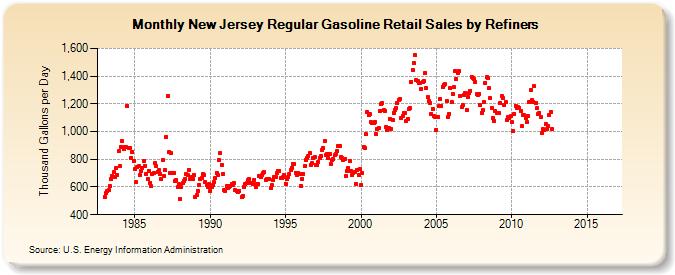 Monthly New Jersey Regular Gasoline Retail Sales by Refiners
Thousand Gallons per Day
1,600
1,400
1,200
1,000
800
600
400
1985 1990 1995 2000 2005 2010 2015
Source: U.S. Energy Information Administration